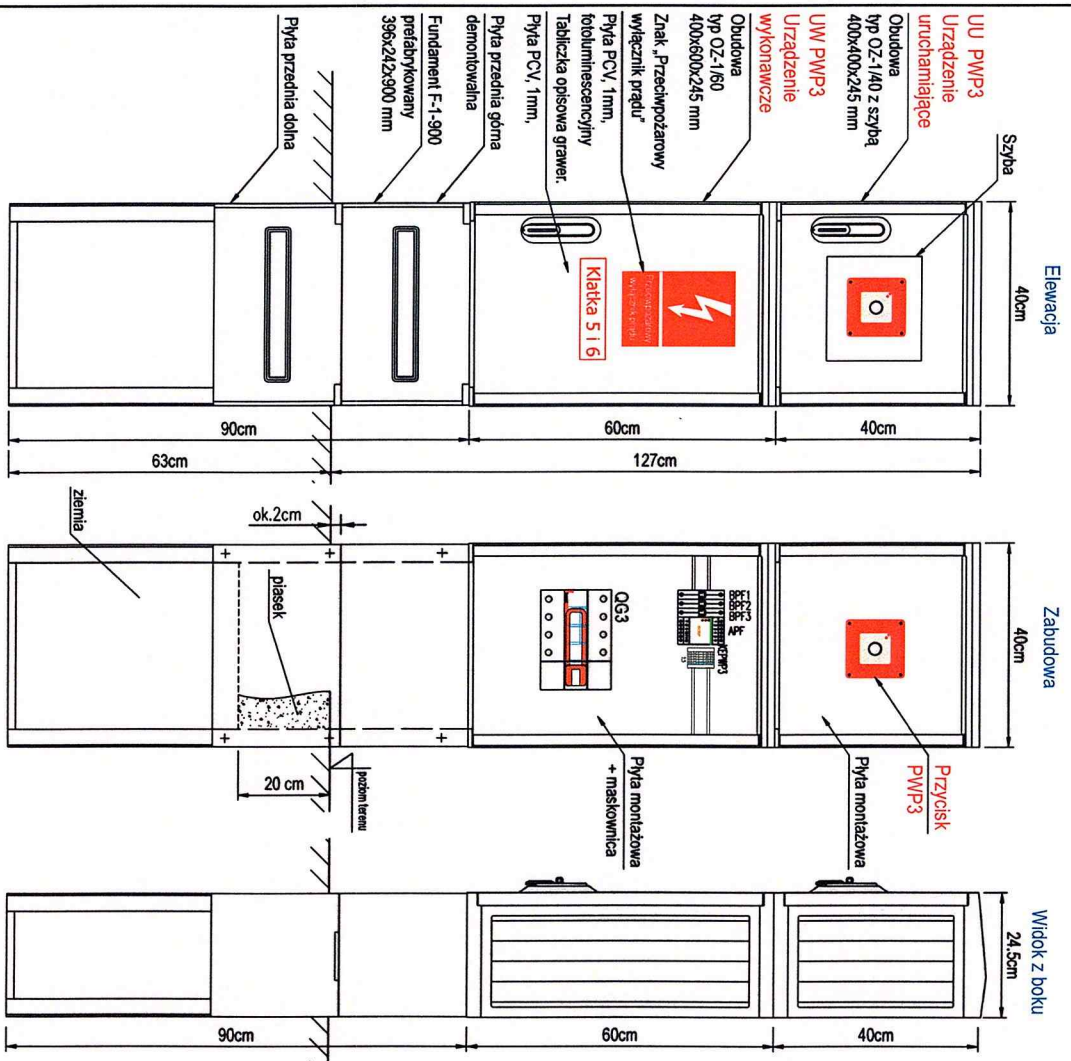 Elewacja
40cm
Szyba
UU PWP3
Urządzenie
uruchamiające
Obudowa
typ OZ-1/40 z szybą
400x400x245 mm
UW PWP3
Urządzenie
wykonawcze
Obudowa
typ OZ-1/60
400x600x245 mm
Znak „Przeciwpożarowy
wyłącznik prądu"
Płyta PCV, 1mm,
fotoluminescencyjny
Tabliczka opisowa grawer.
Płyta PCV, 1mm,
Płyta przednia górna
demontowalna
Fundament F-1-900
prefabrykowany
396x242x900 mm
Płyta przednia dolna
Przeciwpożarowy
wyłącznik prądu
Klatka 5 i 6
40cm
60cm
90cm
127cm
63cm
Zabudowa
40cm
Przycisk
PWP3
Płyta montażowa
BPF1
BPF2
BPF3
APF
QG3
Płyta montażowa
+ maskownica
ok.2cm
piasek
ziemia
20 cm
poziom terenu
Widok z boku
24.5cm
40cm
60cm
90cm